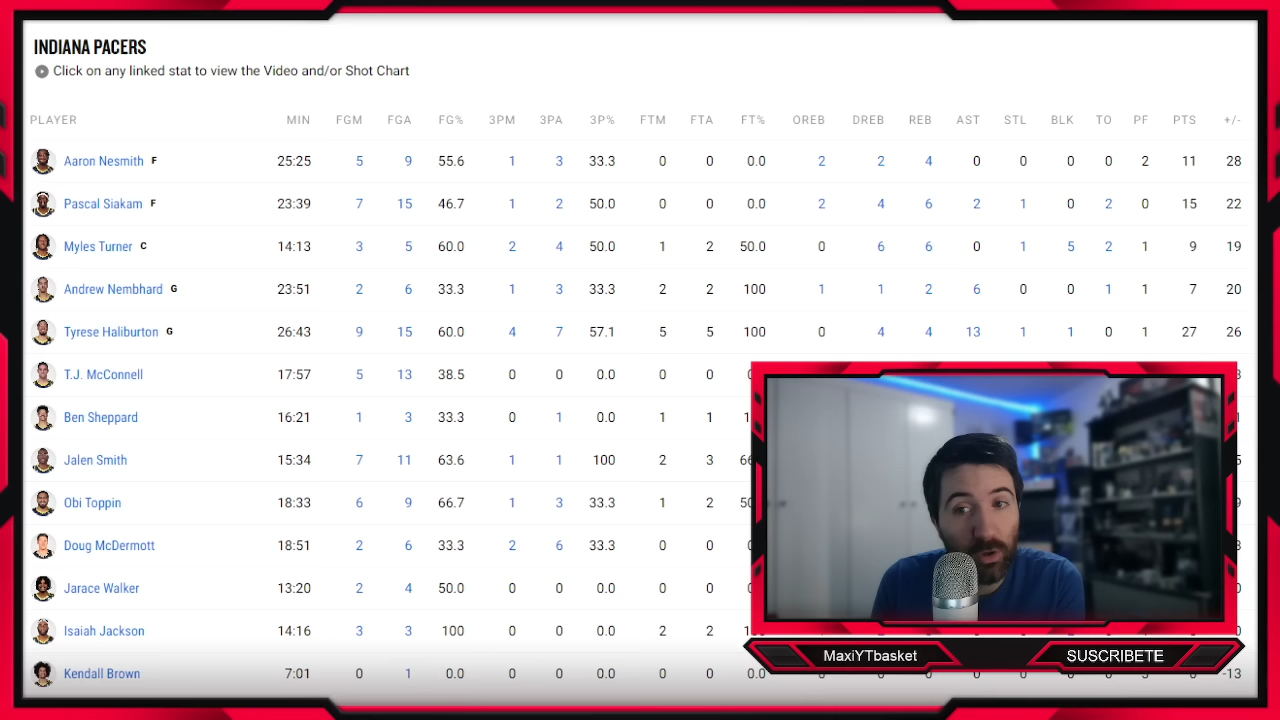 INDIANA PACERS
Click on any linked stat to view the Video and/or Shot Chart
PLAYER MIN FGM FGA FG% 3PM 3PA 3P% FTM FTA FT% OREB DREB REB AST STL BLK TO PF PTS +/-
Aaron Nesmith F 25:25 5 9 55.6 1 3 33.3 0 0 0.0 2 2 4 0 0 0 0 2 11 28
Pascal Siakam F 23:39 7 15 46.7 1 2 50.0 0 0 0.0 2 4 6 2 1 0 2 0 15 22
Myles Turner C 14:13 3 5 60.0 2 4 50.0 1 2 50.0 0 6 6 0 1 5 2 1 9 19
Andrew Nembhard G 23:51 2 6 33.3 1 3 33.3 2 2 100 1 1 2 6 0 0 1 1 7 20
Tyrese Haliburton G 26:43 9 15 60.0 4 7 57.1 5 5 100 0 4 4 13 1 1 0 1 27 26
T.J. McConnell 17:57 5 13 38.5 0 0 0.0 0 0
Ben Sheppard 16:21 1 3 33.3 0 1 0.0 1 1
Jalen Smith 15:34 7 11 63.6 1 1 100 2 3
Obi Toppin 18:33 6 9 66.7 1 3 33.3 1 2
Doug McDermott 18:51 2 6 33.3 2 6 33.3 0 0
Jarace Walker 13:20 2 4 50.0 0 0 0.0 0 0
Isaiah Jackson 14:16 3 3 100 0 0 0.0 2 2
Kendall Brown 7:01 0 1 0.0 0 0 0.0 0 0 0.0 -13
MaxiYTbasket
SUSCRIBETE